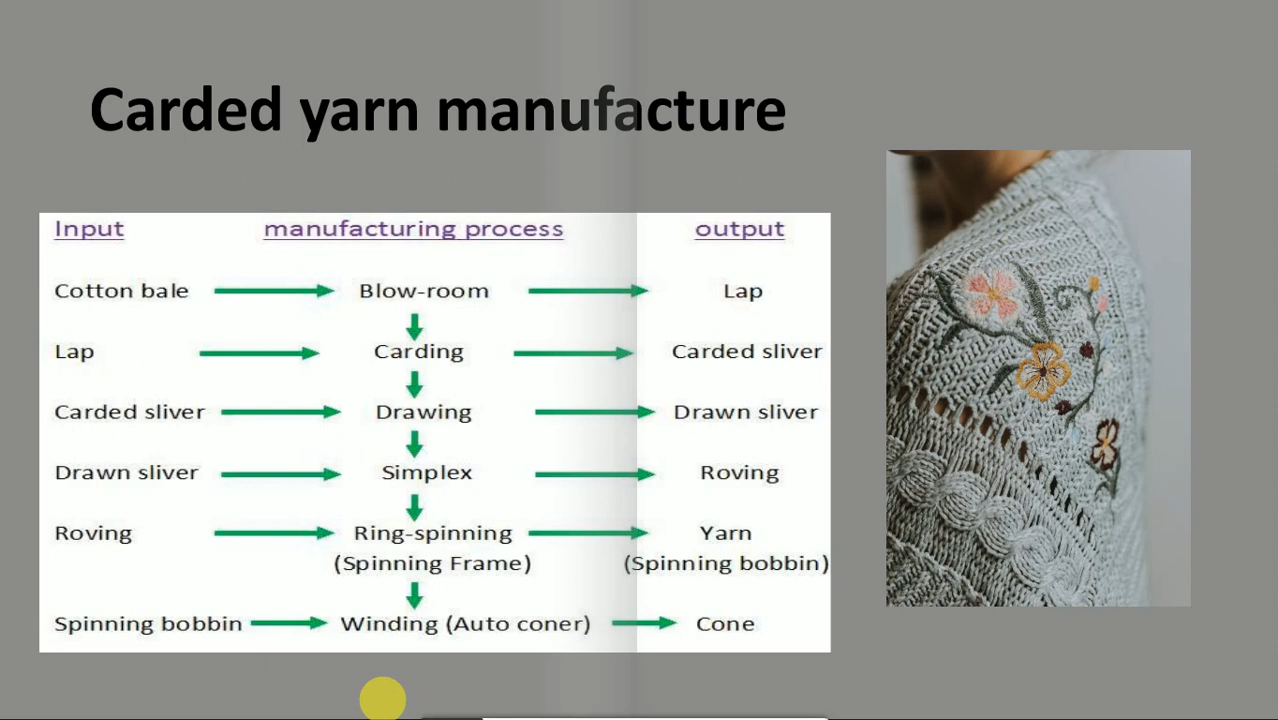 Carded yarn manufacture
Input manufacturing process output
Cotton bale Blow-room Lap
Lap Carding Carded sliver
Carded sliver Drawing Drawn sliver
Drawn sliver Simplex Roving
Roving Ring-spinning Yarn
(Spinning Frame) (Spinning bobbin)
Spinning bobbin Winding (Auto coner) Cone